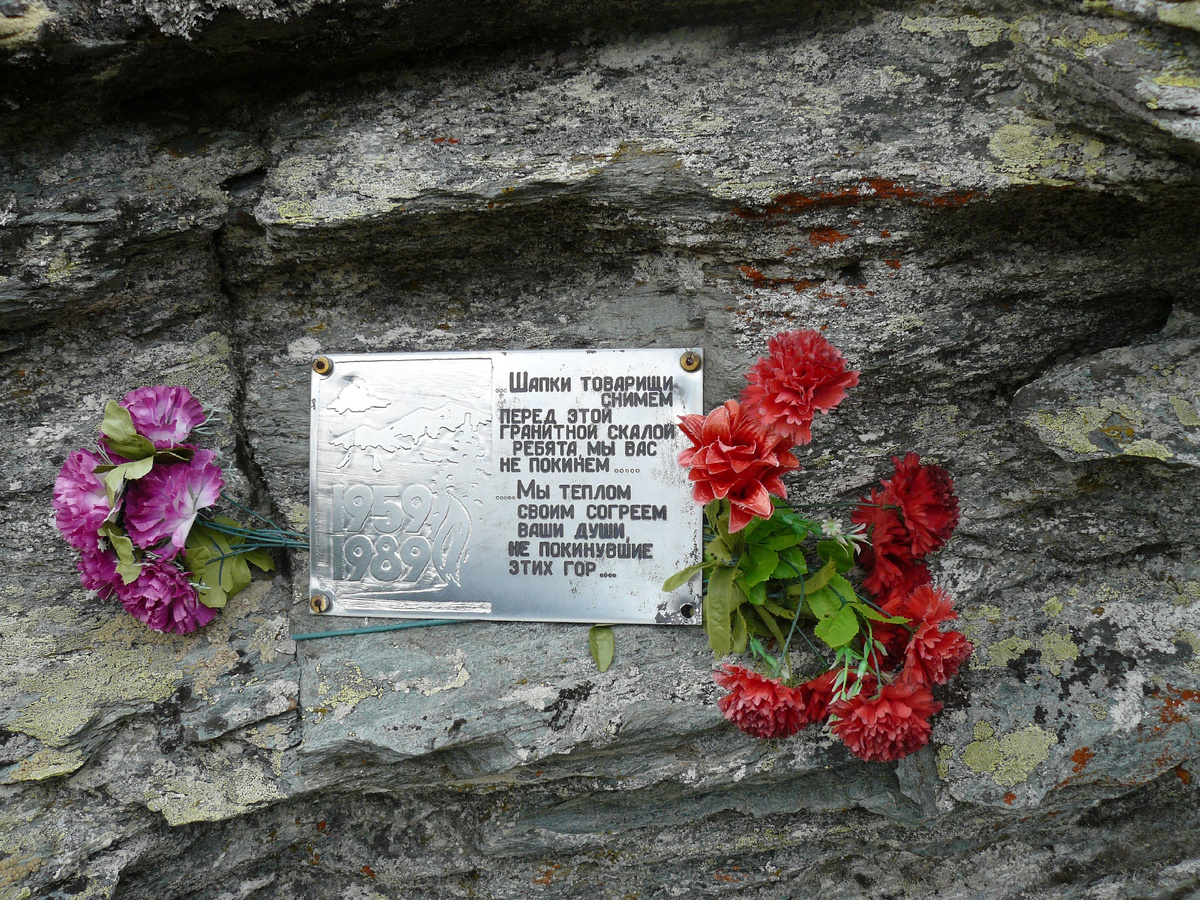 1959
1989
..Шапки товарищи
снимем
перед этой
гранитной скалой
ребята мы вас
не покинем .....
.....Мы теплом
своим согреем
ваши души,
не покинувшие
этих гор ....